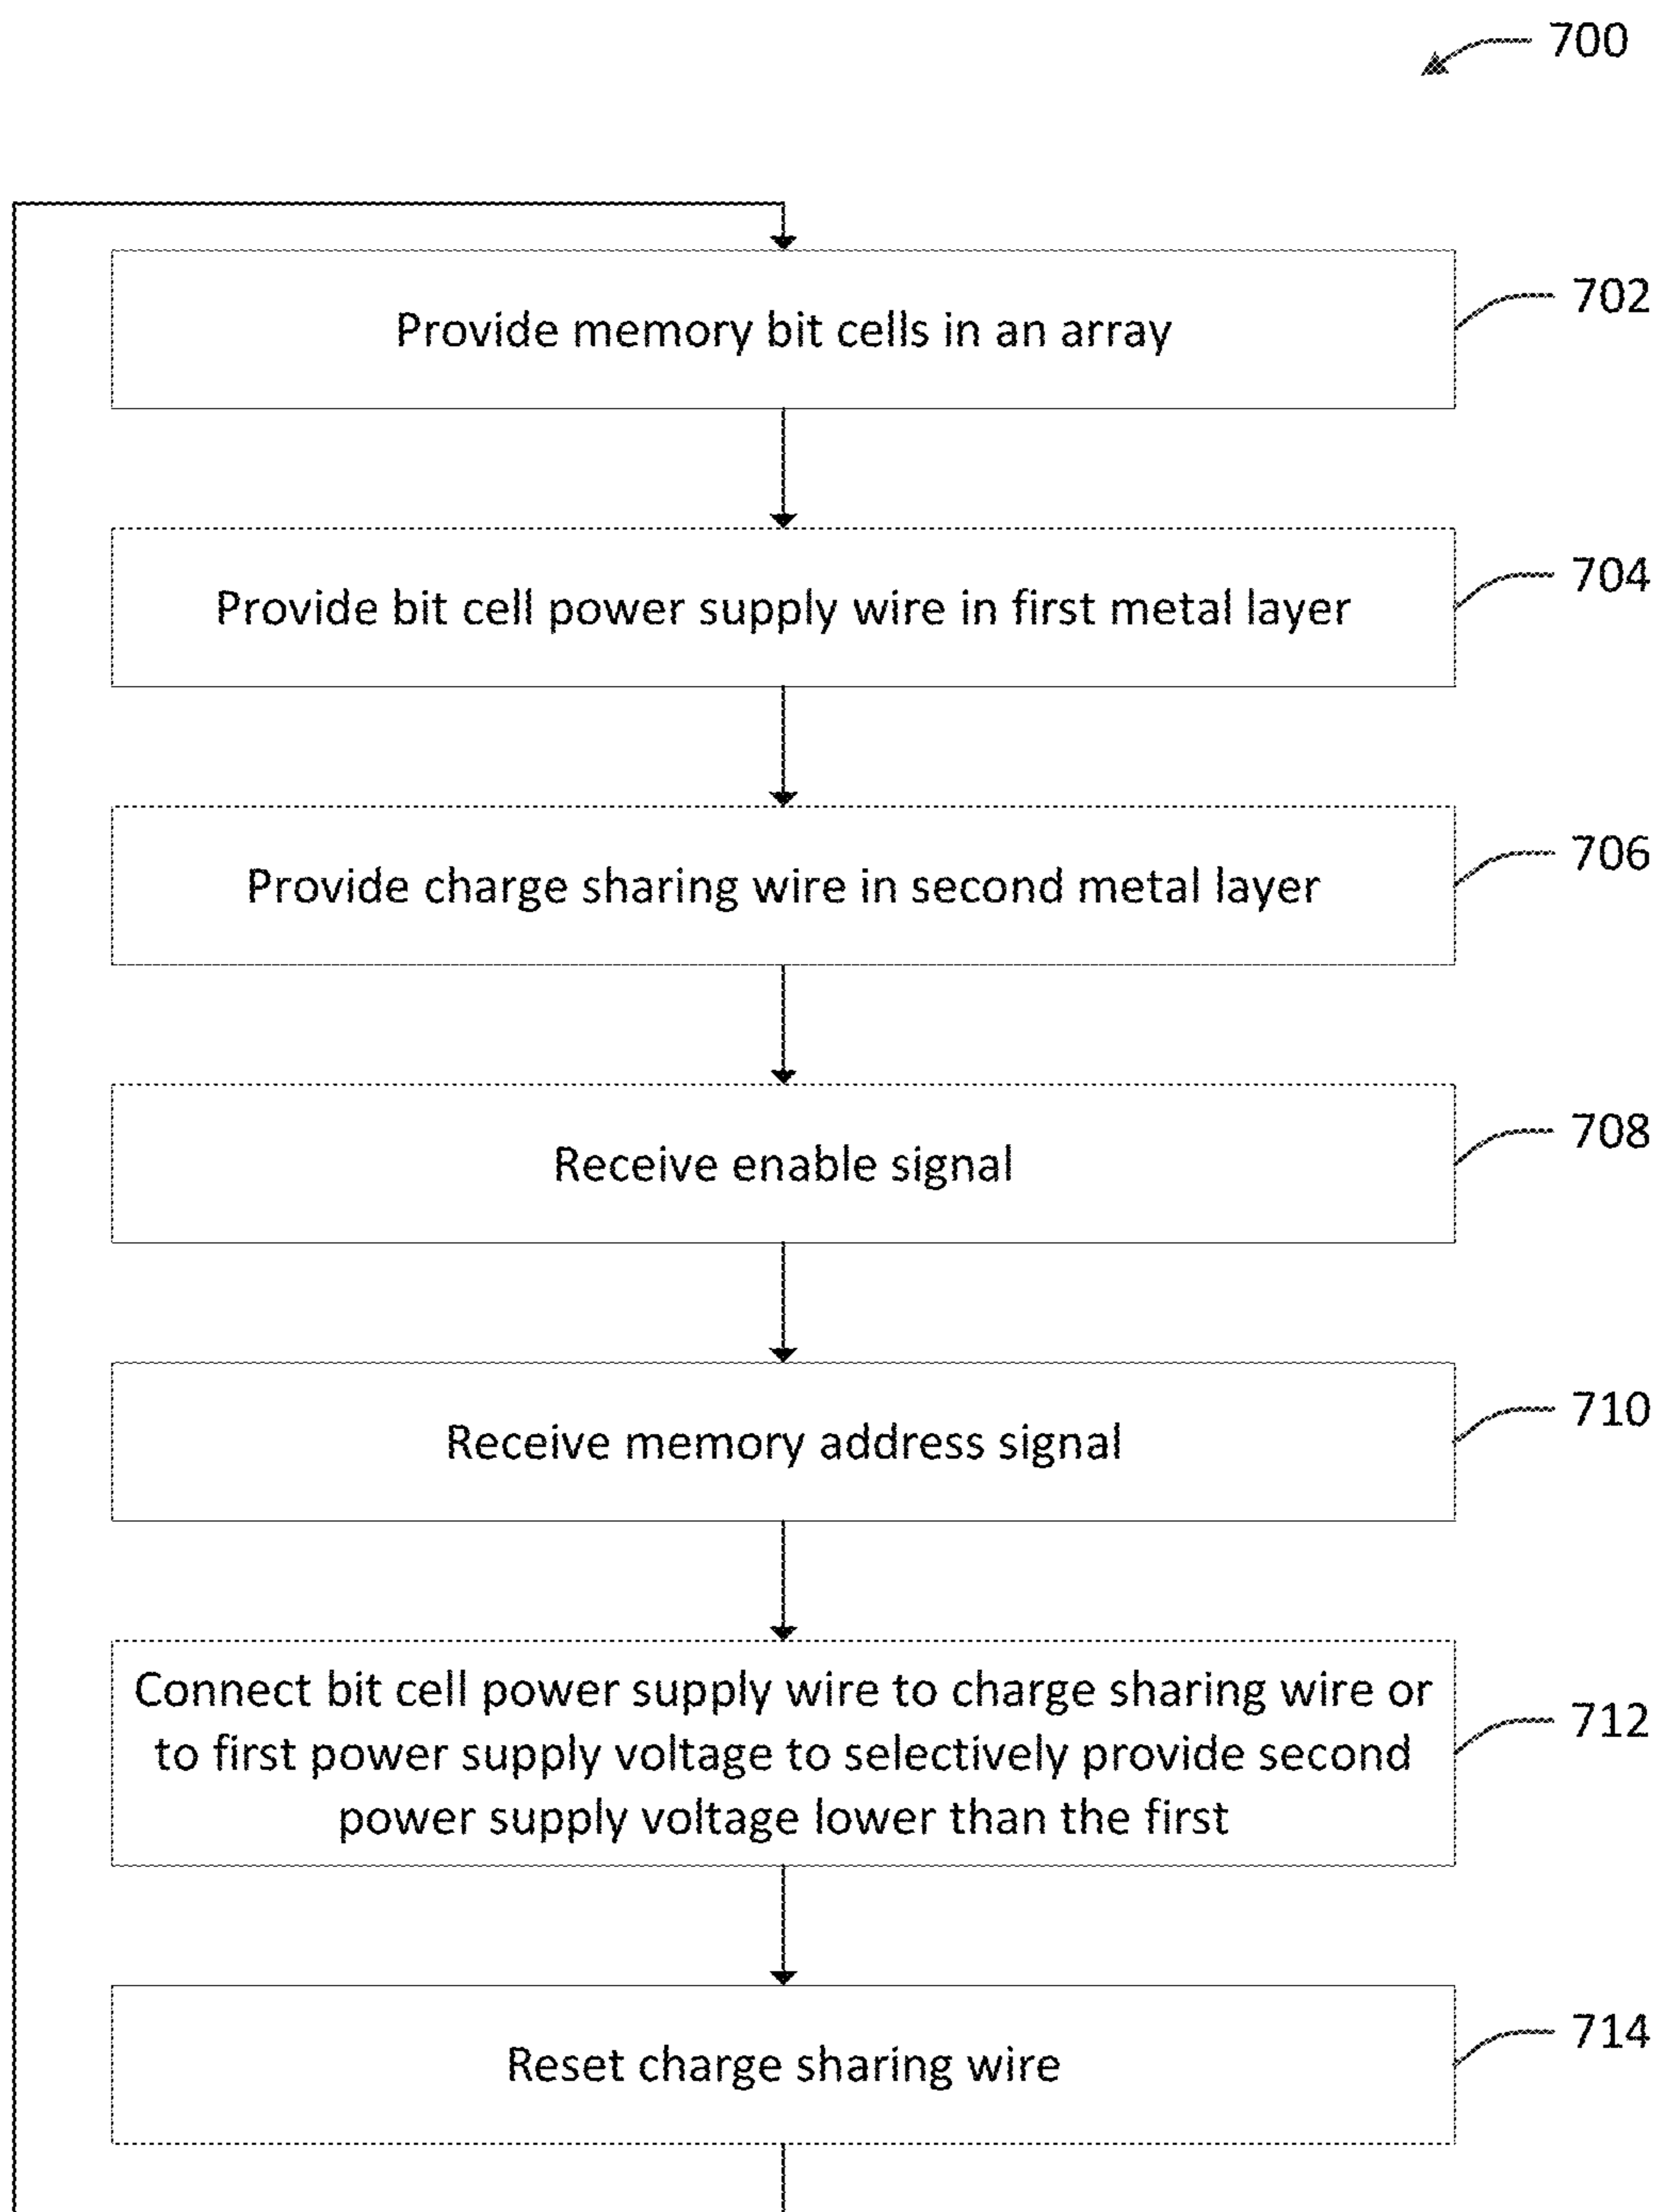 700
Provide memory bit cells in an array
702
Provide bit cell power supply wire in first metal layer
704
Provide charge sharing wire in second metal layer
706
Receive enable signal
708
Receive memory address signal
710
Connect bit cell power supply wire to charge sharing wire or
to first power supply voltage to selectively provide second
power supply voltage lower than the first
712
Reset charge sharing wire
714